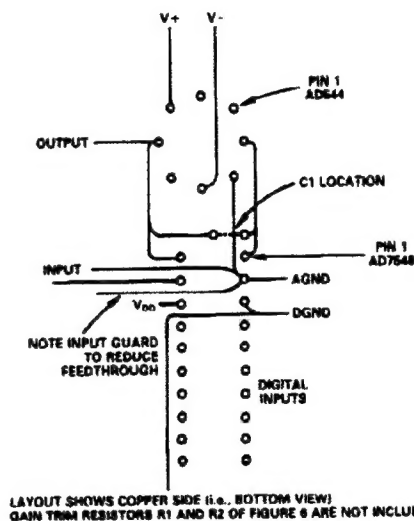 V+
V-
PIN 1
AD544
OUTPUT
C1 LOCATION
PIN 1
AD7548
INPUT
AGND
VDD
DGND
NOTE INPUT GUARD
TO REDUCE
FEEDTHROUGH
DIGITAL
INPUTS
LAYOUT SHOWS COPPER SIDE (i.e., BOTTOM VIEW)
GAIN TRIM RESISTORS R1 AND R2 OF FIGURE 6 ARE NOT INCLU